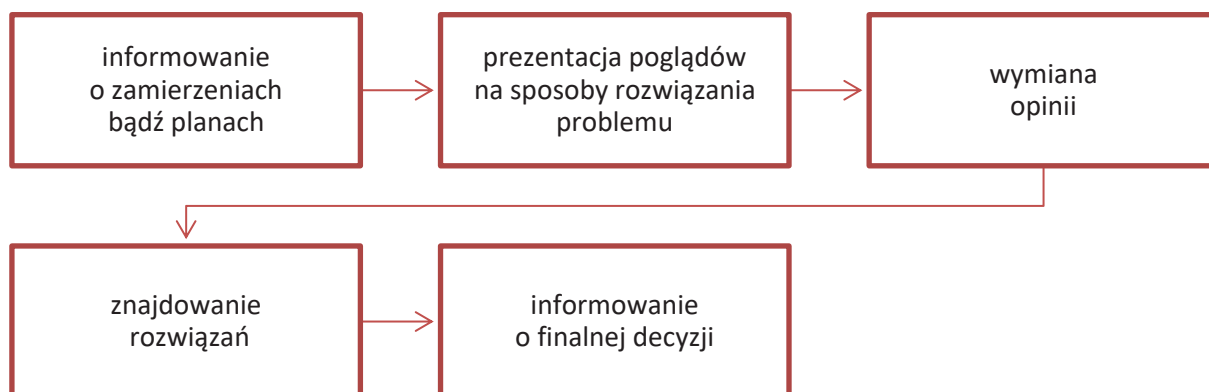 informowanie
o zamierzeniach
bądź planach
prezentacja poglądów
na sposoby rozwiązania
problemu
wymiana
opinii
znajdowanie
rozwiązań
informowanie
o finalnej decyzji